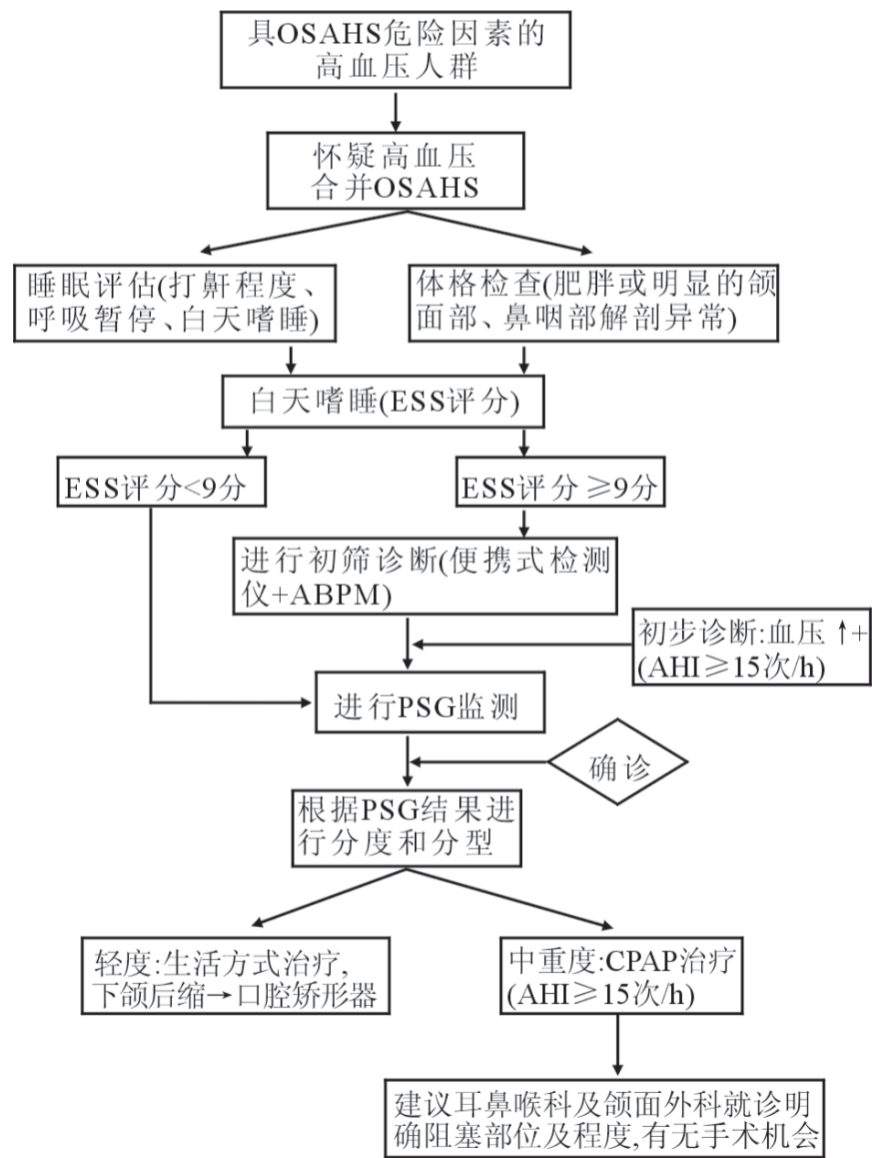 具OSAHS危险因素的
高血压人群
怀疑高血压
合并OSAHS
睡眠评估(打鼾程度、
呼吸暂停、白天嗜睡)
体格检查(肥胖或明显的颌
面部、鼻咽部解剖异常)
白天嗜睡(ESS评分)
ESS评分<9分
ESS评分≥9分
进行初筛诊断(便携式检测
仪+ABPM)
初步诊断:血压↑+
(AHI≥15次/h)
进行PSG监测
确诊
根据PSG结果进
行分度和分型
轻度:生活方式治疗,
下颌后缩→口腔矫形器
中重度:CPAP治疗
(AHI≥15次/h)
建议耳鼻喉科及颌面外科就诊明
确阻塞部位及程度,有无手术机会